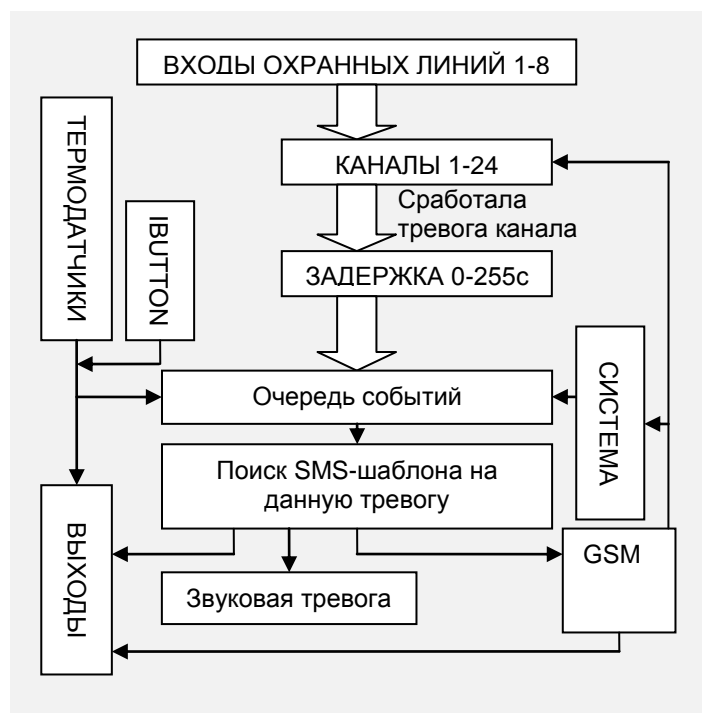 ВХОДЫ ОХРАННЫХ ЛИНИЙ 1-8
ТЕРМОДАТЧИКИ
IBUTTON
КАНАЛЫ 1-24
Сработала
тревога канала
ЗАДЕРЖКА 0-255с
Очередь событий
СИСТЕМА
Поиск SMS-шаблона на
данную тревогу
ВЫХОДЫ
GSM
Звуковая тревога